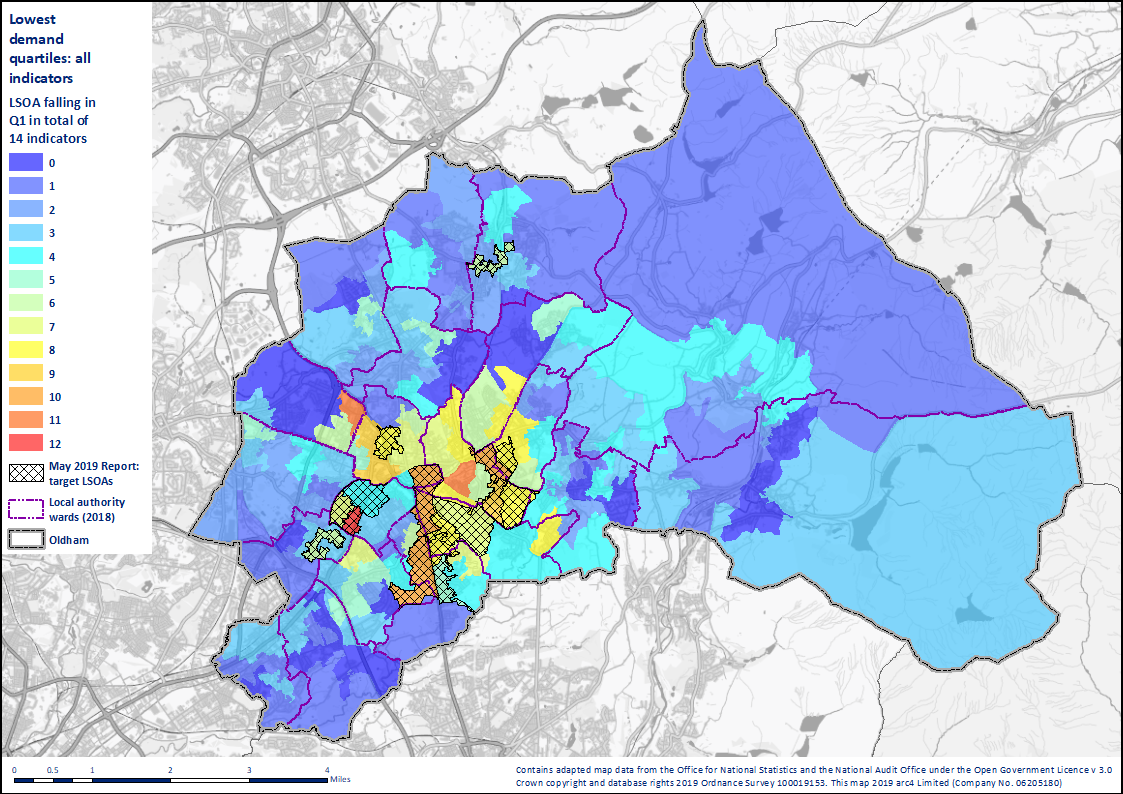 Lowest
demand
quartiles: all
indicators
LSOA falling in
Q1 in total of
14 indicators
0
1
2
3
4
5
6
7
8
9
10
11
12
May 2019 Report:
target LSOAs
Local authority
wards (2018)
Oldham
0 0.5 1 2 3 4
Miles
Contains adapted map data from the Office for National Statistics and the National Audit Office under the Open Government Licence v 3.0
Crown copyright and database rights 2019 Ordnance Survey 100019153. This map 2019 arc4 Limited (Company No. 06205180)